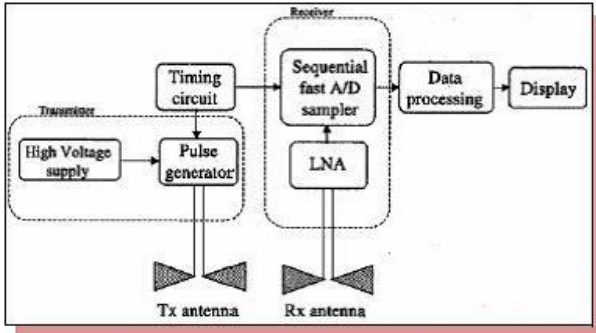 Receiver
Timing
circuit
Sequential
fast A/D
sampler
Data
processing
Display
Transmitter
High Voltage
supply
Pulse
generator
LNA
Tx antenna
Rx antenna